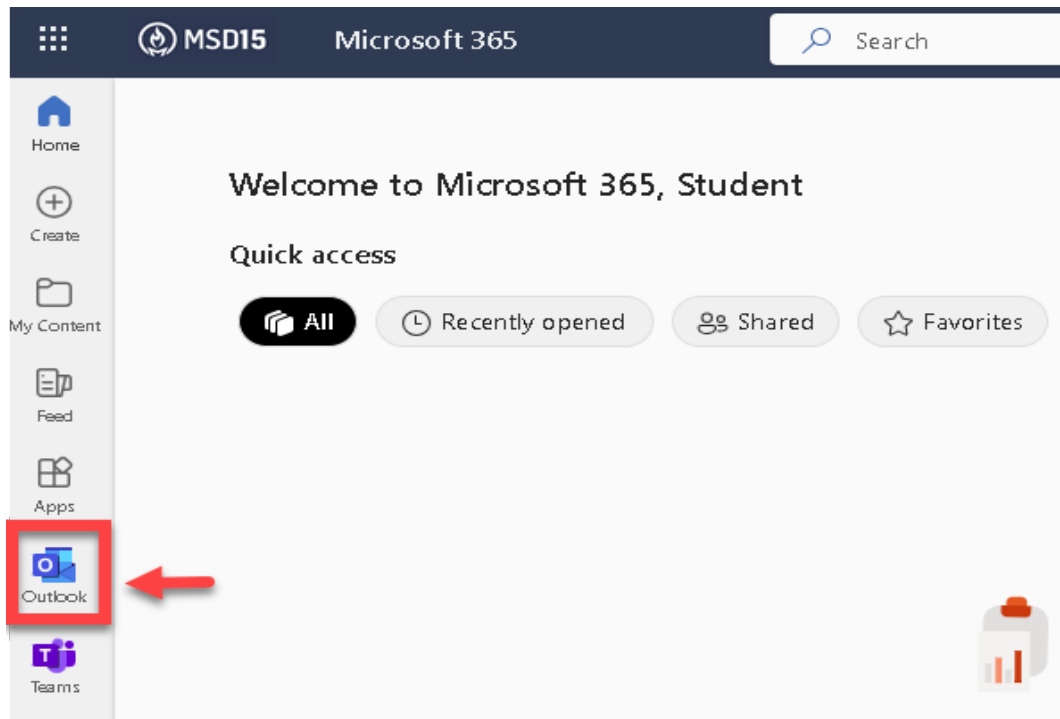 MSD15 Microsoft 365 Search
Home
Create
My Content
Feed
Apps
Outlook
Teams
Welcome to Microsoft 365, Student
Quick access
All Recently opened Shared Favorites